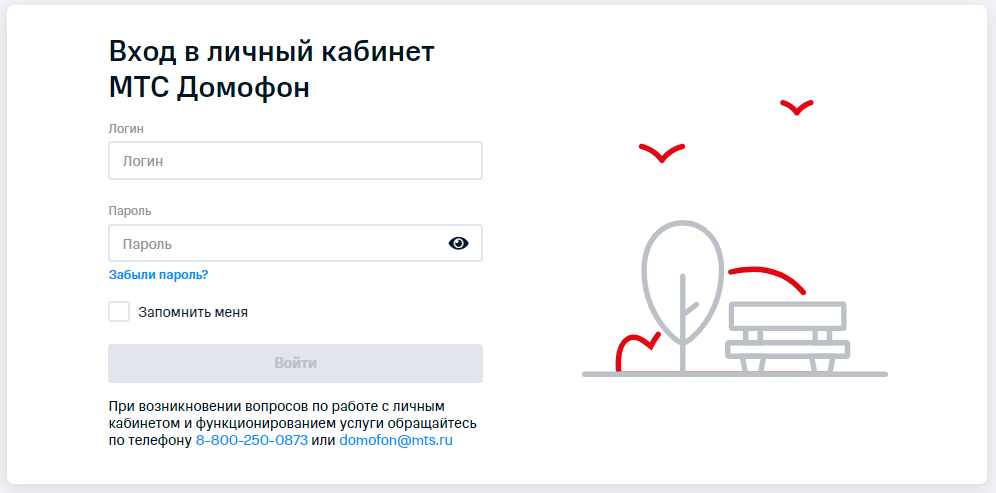 Вход в личный кабинет
МТС Домофон
Логин
Логин
Пароль
Пароль
Забыли пароль?
Запомнить меня
Войти
При возникновении вопросов по работе с личным
кабинетом и функционированием услуги обращайтесь
по телефону 8-800-250-0873 или domofon@mts.ru